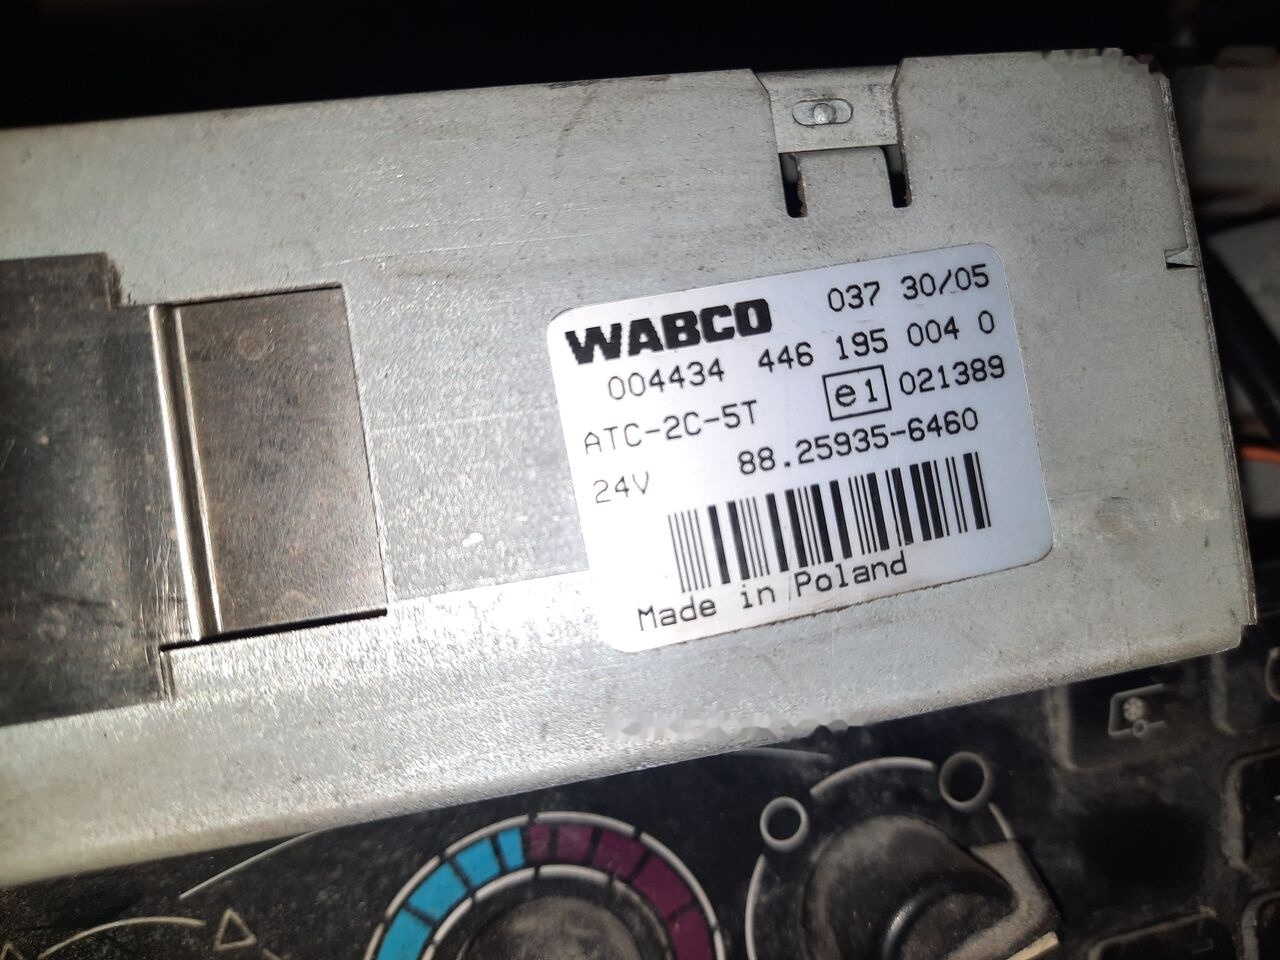 WABCO 037 30/05
004434 446 195 004 0
ATC-2C-5T e1 021389
24V 88.25935-6460
Made in Poland